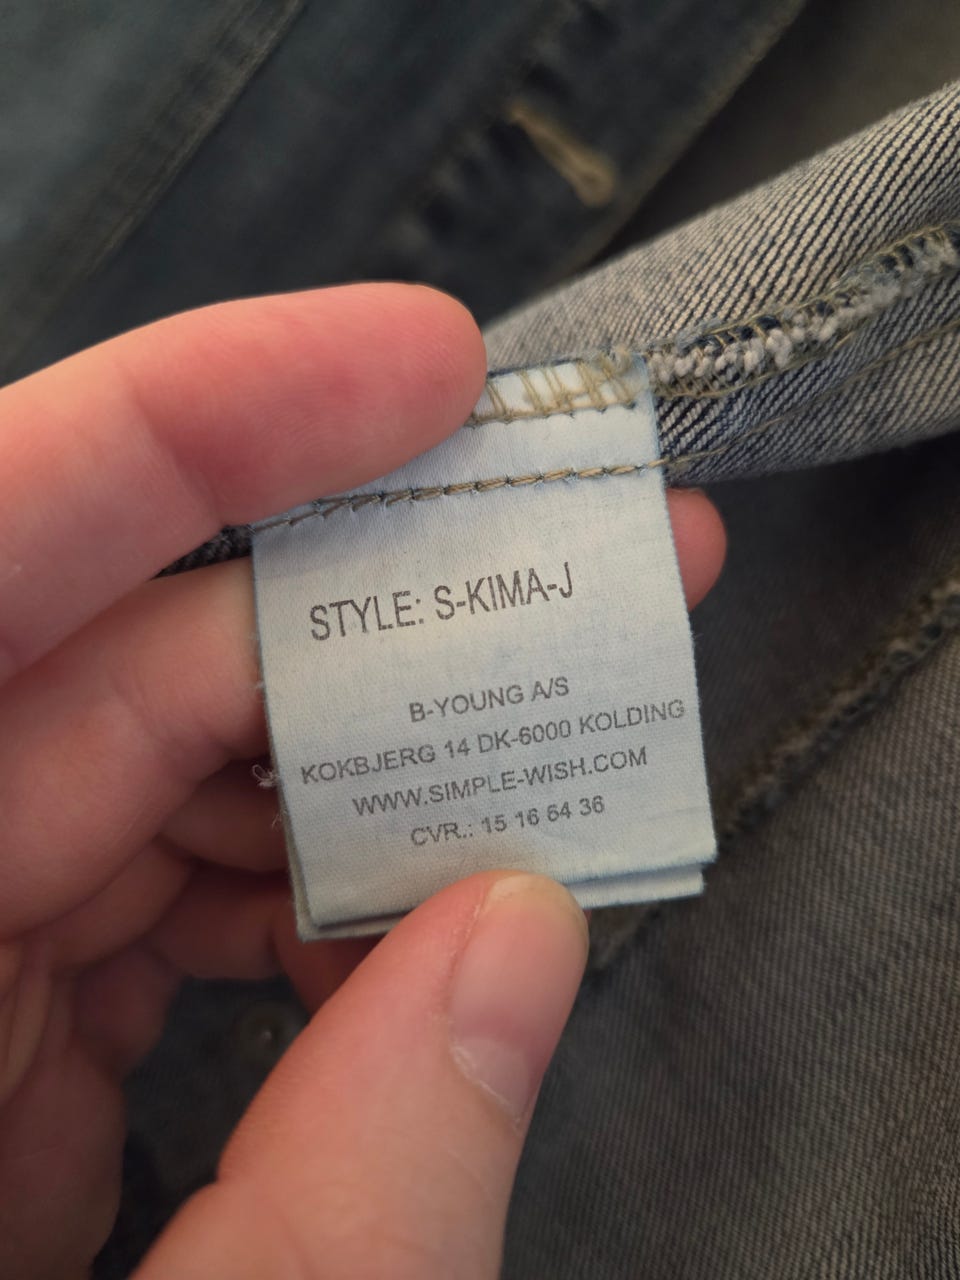 STYLE: S-KIMA-J
B-YOUNG A/S
KOKBJERG 14 DK-6000 KOLDING
WWW.SIMPLE-WISH.COM
CVR.: 15 16 64 36